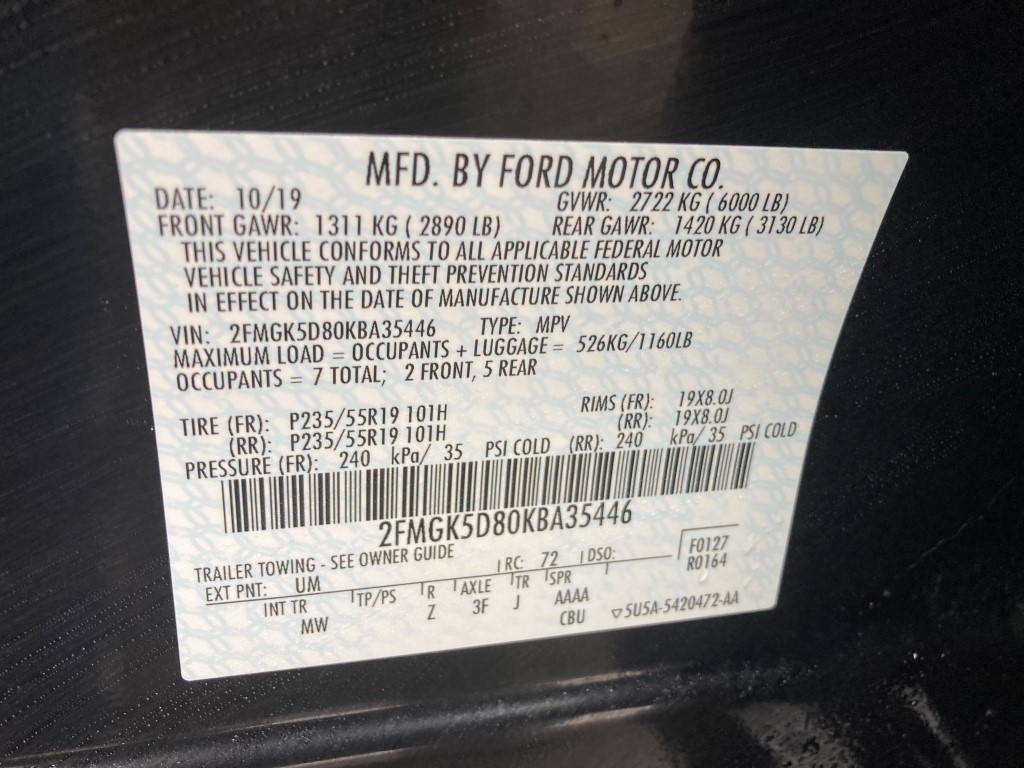 MFD. BY FORD MOTOR CO.
DATE: 10/19 GVWR: 2722 KG ( 6000 LB)
FRONT GAWR: 1311 KG ( 2890 LB) REAR GAWR: 1420 KG ( 3130 LB)
THIS VEHICLE CONFORMS TO ALL APPLICABLE FEDERAL MOTOR
VEHICLE SAFETY AND THEFT PREVENTION STANDARDS
IN EFFECT ON THE DATE OF MANUFACTURE SHOWN ABOVE.
VIN: 2FMGK5D80KBA35446 TYPE: MPV
MAXIMUM LOAD = OCCUPANTS + LUGGAGE = 526KG/1160LB
OCCUPANTS = 7 TOTAL; 2 FRONT, 5 REAR
TIRE (FR): P235/55R19 101H RIMS (FR): 19X8.0J
(RR): P235/55R19 101H (RR): 19X8.0J
PRESSURE (FR): 240 kPa/ 35 PSI COLD (RR): 240 kPa/ 35 PSI COLD
2FMGK5D80KBA35446
TRAILER TOWING - SEE OWNER GUIDE
EXT PNT: UM RC: 72 DSO: F0127
R0164
INT TR TP/PS R AXLE TR SPR
MW Z 3F J AAAA
CBU ▽5U5A-5420472-AA